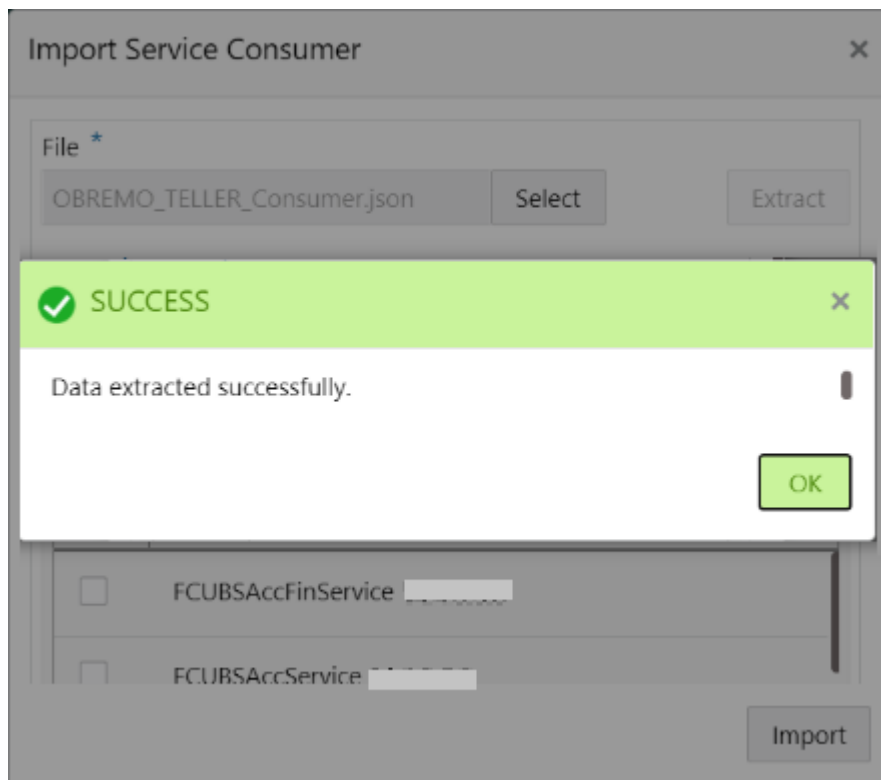 Import Service Consumer
File *
OBREMO_TELLER_Consumer.json Select Extract
SUCCESS
Data extracted successfully.
OK
FCUBSAccFinService
FCUBSAccService
Import